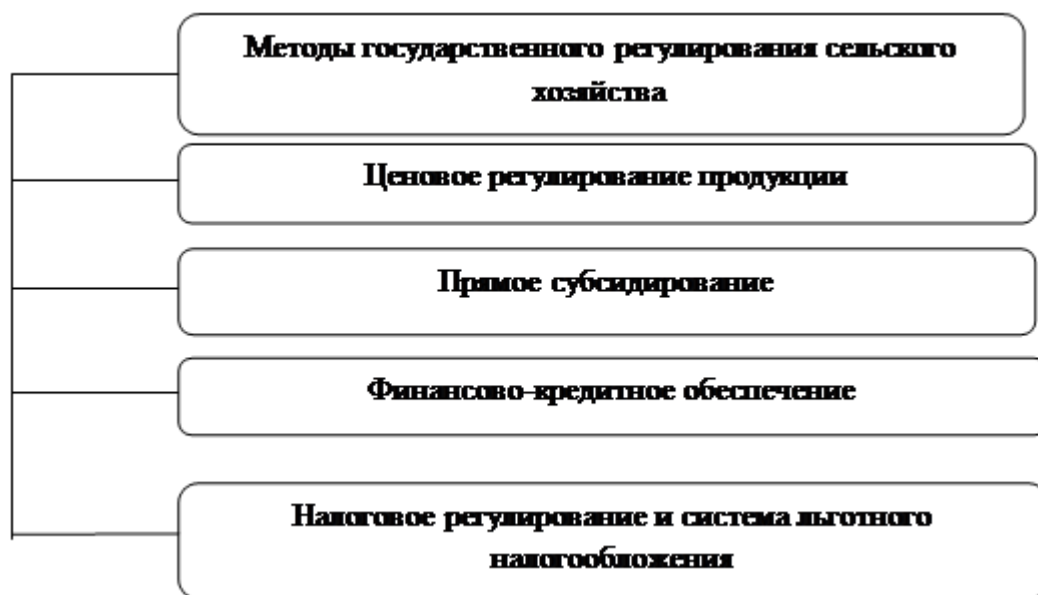 Методы государственного регулирования сельского
хозяйства
Ценовое регулирование продукции
Прямое субсидирование
Финансово-кредитное обеспечение
Налоговое регулирование и система льготного
налогообложения